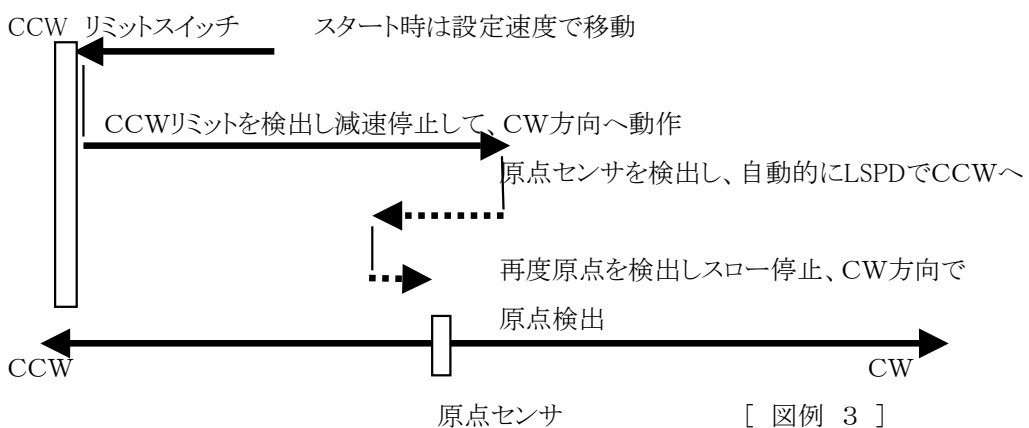 CCW リミットスイッチ スタート時は設定速度で移動
CCWリミットを検出し減速停止して、CW方向へ動作
原点センサを検出し、自動的にLSPDでCCWへ
再度原点を検出しスロー停止、CW方向で
原点検出
CCW CW
原点センサ [ 図例 3 ]